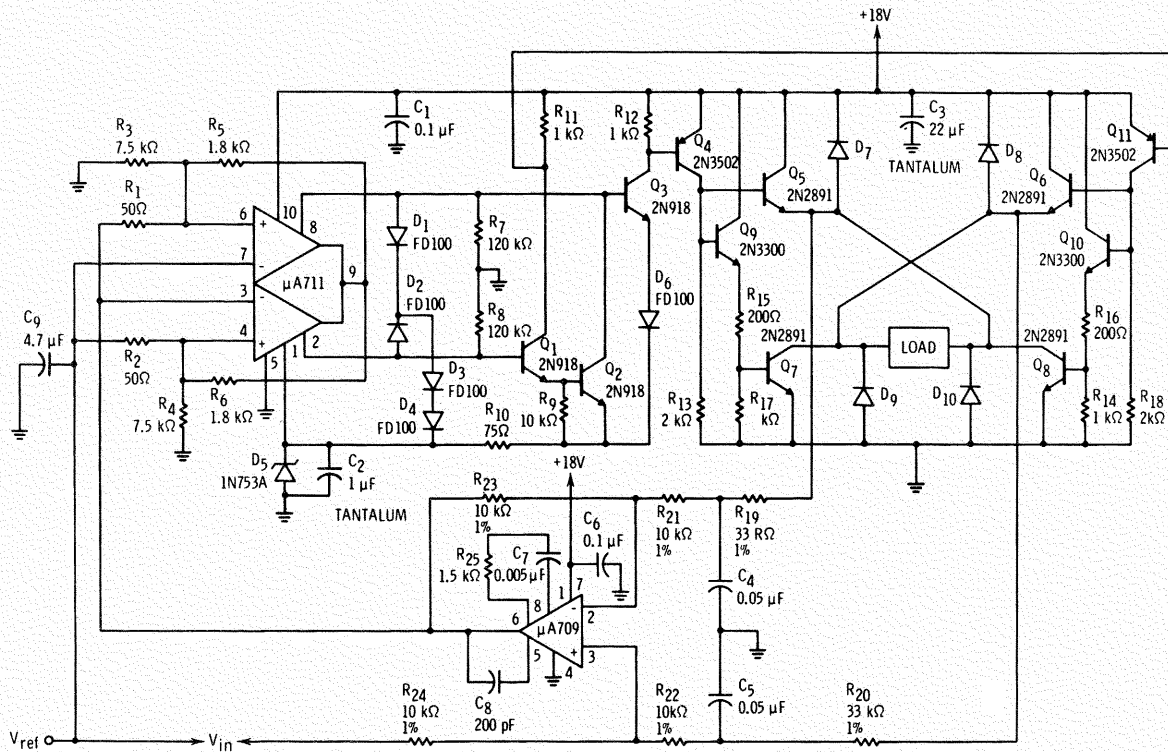 +18V
R3
7.5 kΩ
R5
1.8 kΩ
R1
50Ω
C1
0.1 µF
R11
1 kΩ
R12
1 kΩ
Q4
2N3502
C3
22 µF
TANTALUM
D7
D8
Q11
2N3502
Q5
2N2891
Q6
2N2891
Q3
2N918
Q9
2N3300
Q10
2N3300
6
+
10
8
7
-
µA711
9
3
-
4
+
5
1
2
D1
FD100
R7
120 kΩ
D2
FD100
R8
120 kΩ
D6
FD100
R15
200Ω
R16
200Ω
C9
4.7 µF
R2
50Ω
R4
7.5 kΩ
R6
1.8 kΩ
D3
FD100
D4
FD100
R10
75Ω
Q1
2N918
R9
10 kΩ
Q2
2N918
2N2891
Q7
LOAD
2N2891
Q8
D9
D10
R13
2 kΩ
R17
kΩ
R14
1 kΩ
R18
2kΩ
D5
1N753A
C2
1 µF
TANTALUM
+18V
R23
10 kΩ
1%
R21
10 kΩ
1%
R19
33 RΩ
1%
C6
0.1 µF
R25
1.5 kΩ
C7
0.005µF
C4
0.05 µF
1
7
8
6
µA709
-
2
+
3
5
4
C8
200 pF
C5
0.05 µF
R24
10 kΩ
1%
R22
10kΩ
1%
R20
33 kΩ
1%
Vref
Vin